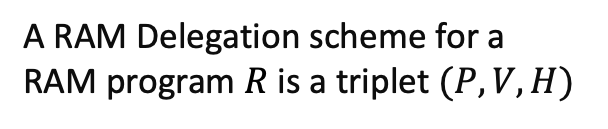 A RAM Delegation scheme for a
RAM program R is a triplet (P, V, H)